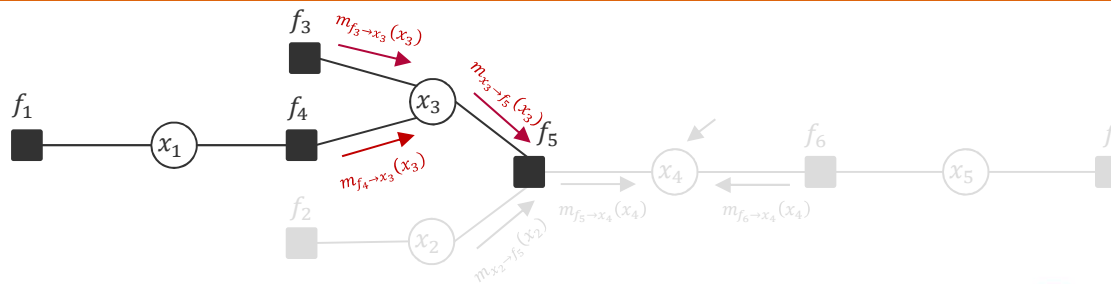 f₃
m_{f₃→x₃}(x₃)
m_{x₃→f₅}(x₃)
f₁
f₄
x₃
f₅
f₆
f
x₁
m_{f₄→x₃}(x₃)
x₄
x₅
f₂
x₂
m_{x₂→f₅}(x₂)
m_{f₅→x₄}(x₄)
m_{f₆→x₄}(x₄)